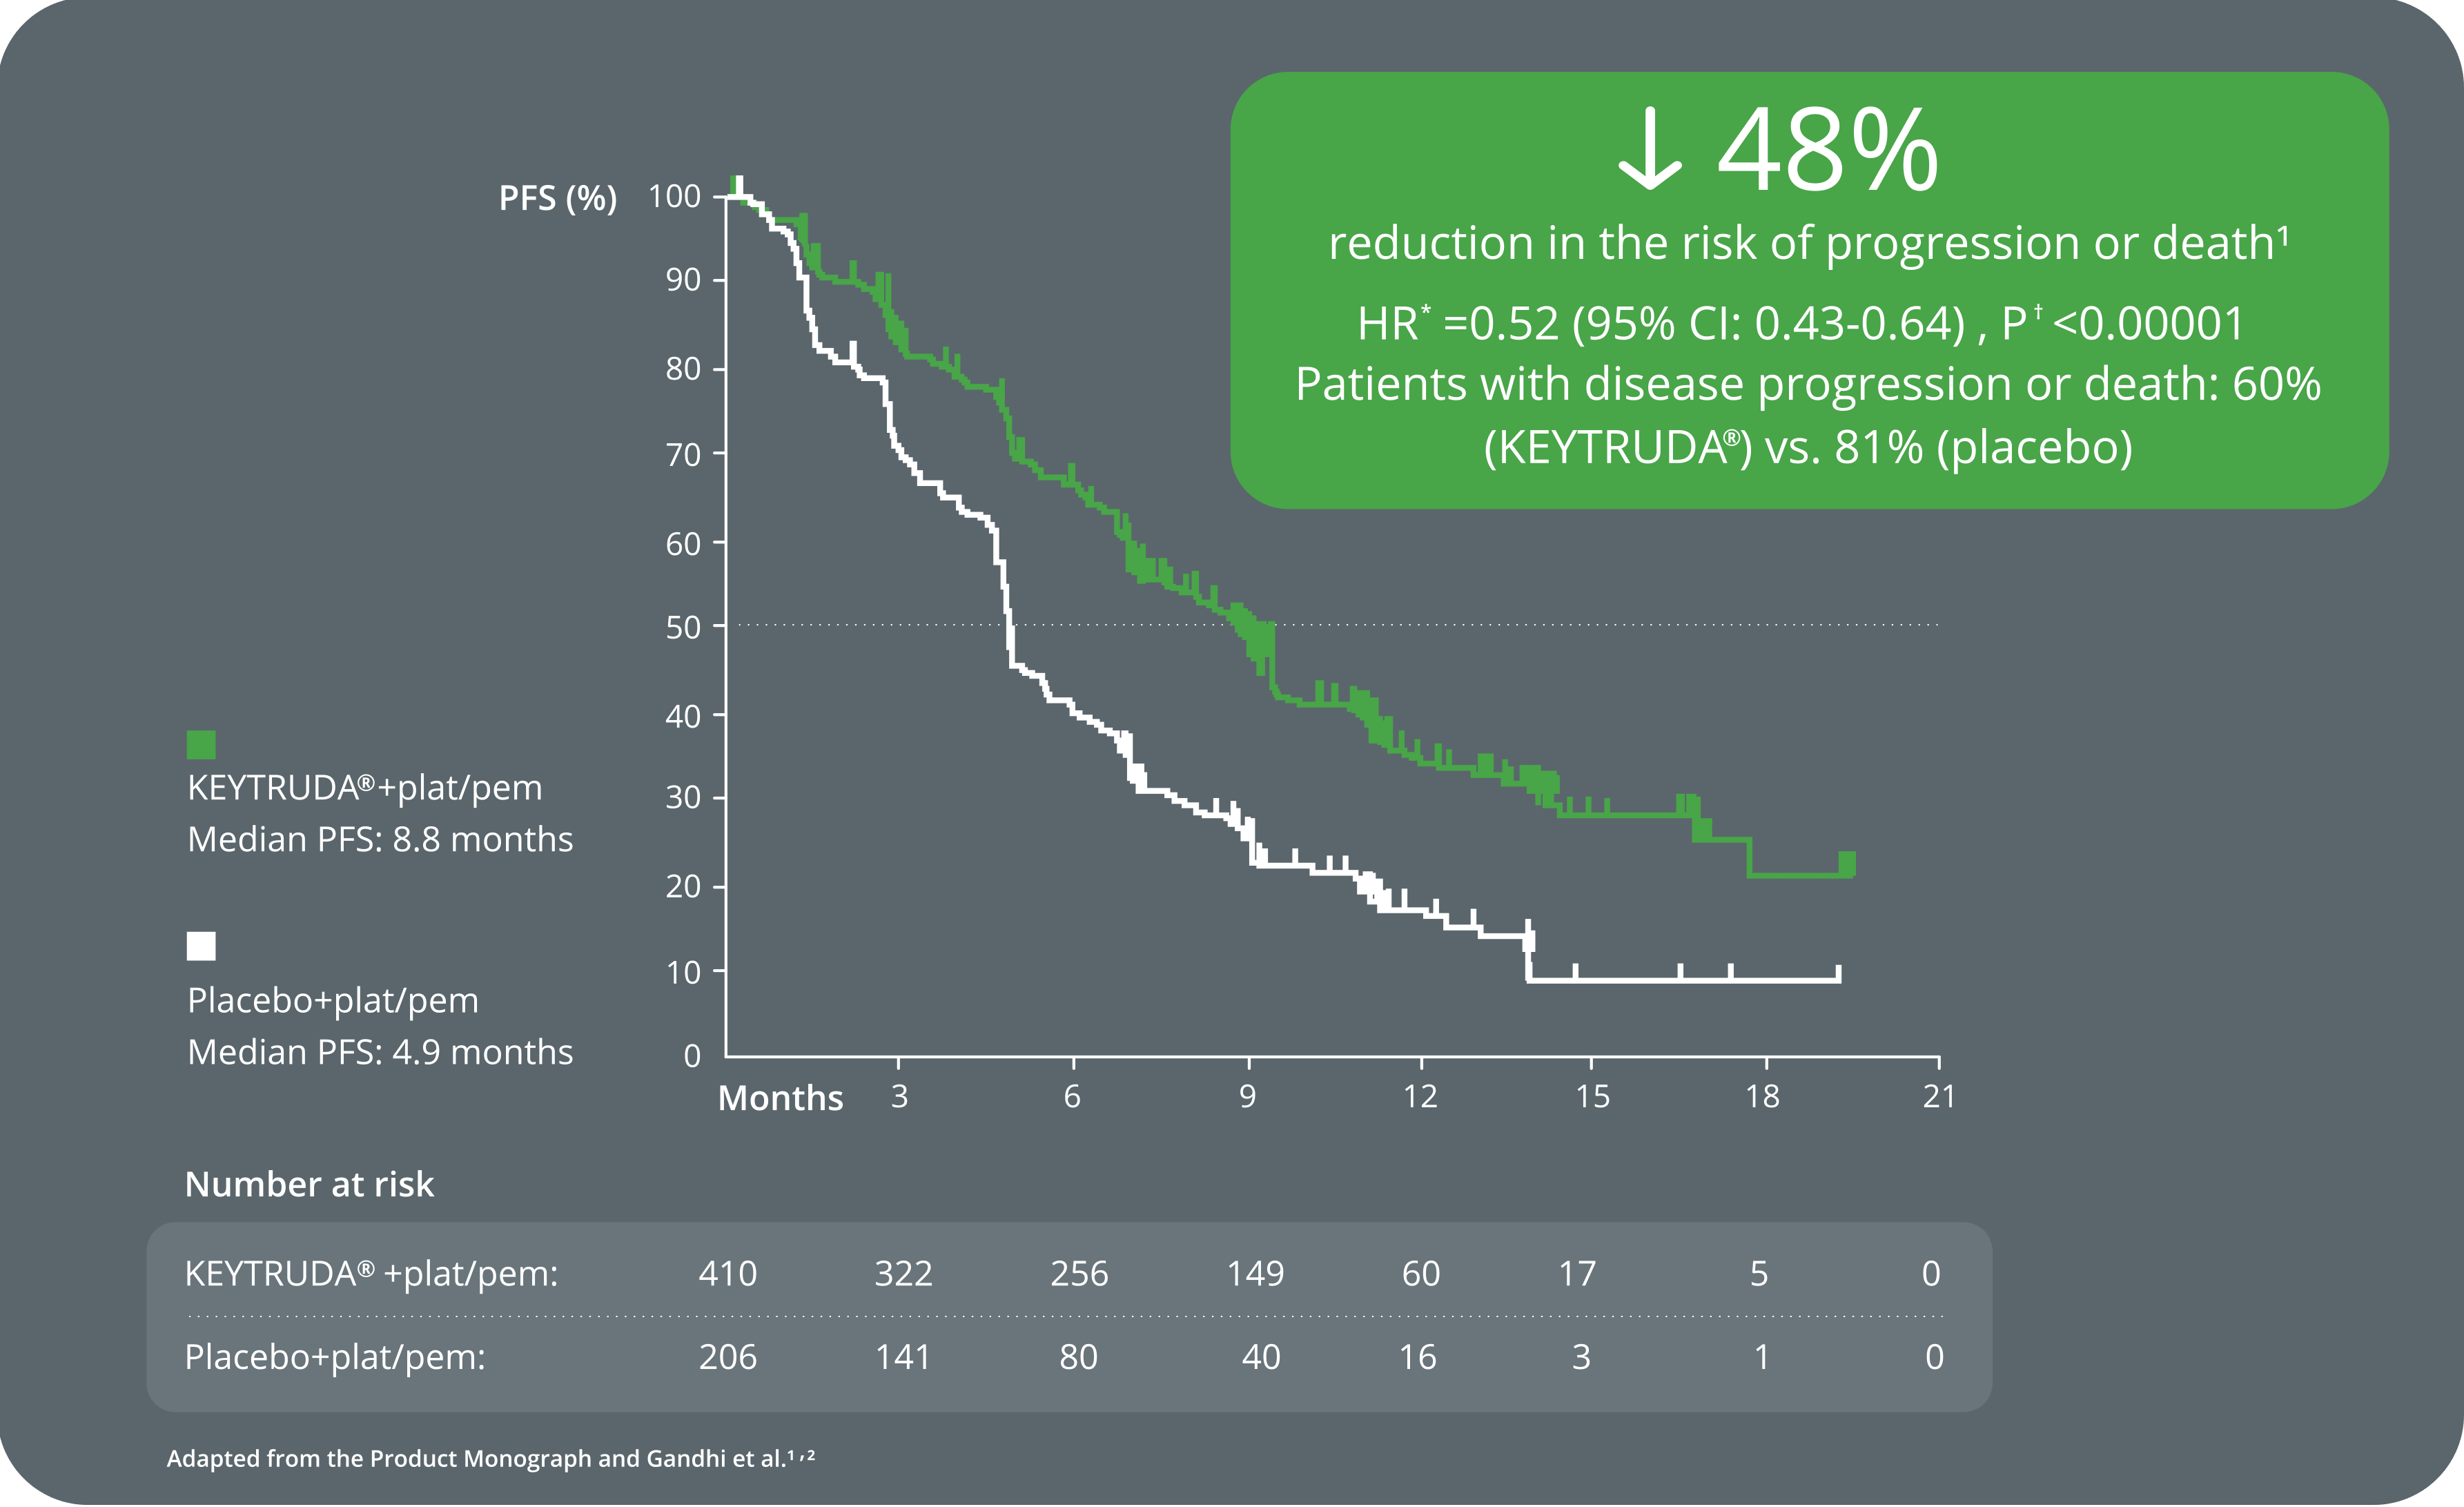 ↓ 48%
reduction in the risk of progression or death¹
HR* =0.52 (95% CI: 0.43-0.64) , P† <0.00001
Patients with disease progression or death: 60%
(KEYTRUDA®) vs. 81% (placebo)
PFS (%)
100
90
80
70
60
50
40
30
20
10
0
KEYTRUDA®+plat/pem
Median PFS: 8.8 months
Placebo+plat/pem
Median PFS: 4.9 months
Months 3 6 9 12 15 18 21
Number at risk
KEYTRUDA® +plat/pem: 410 322 256 149 60 17 5 0
Placebo+plat/pem: 206 141 80 40 16 3 1 0
Adapted from the Product Monograph and Gandhi et al.¹,²